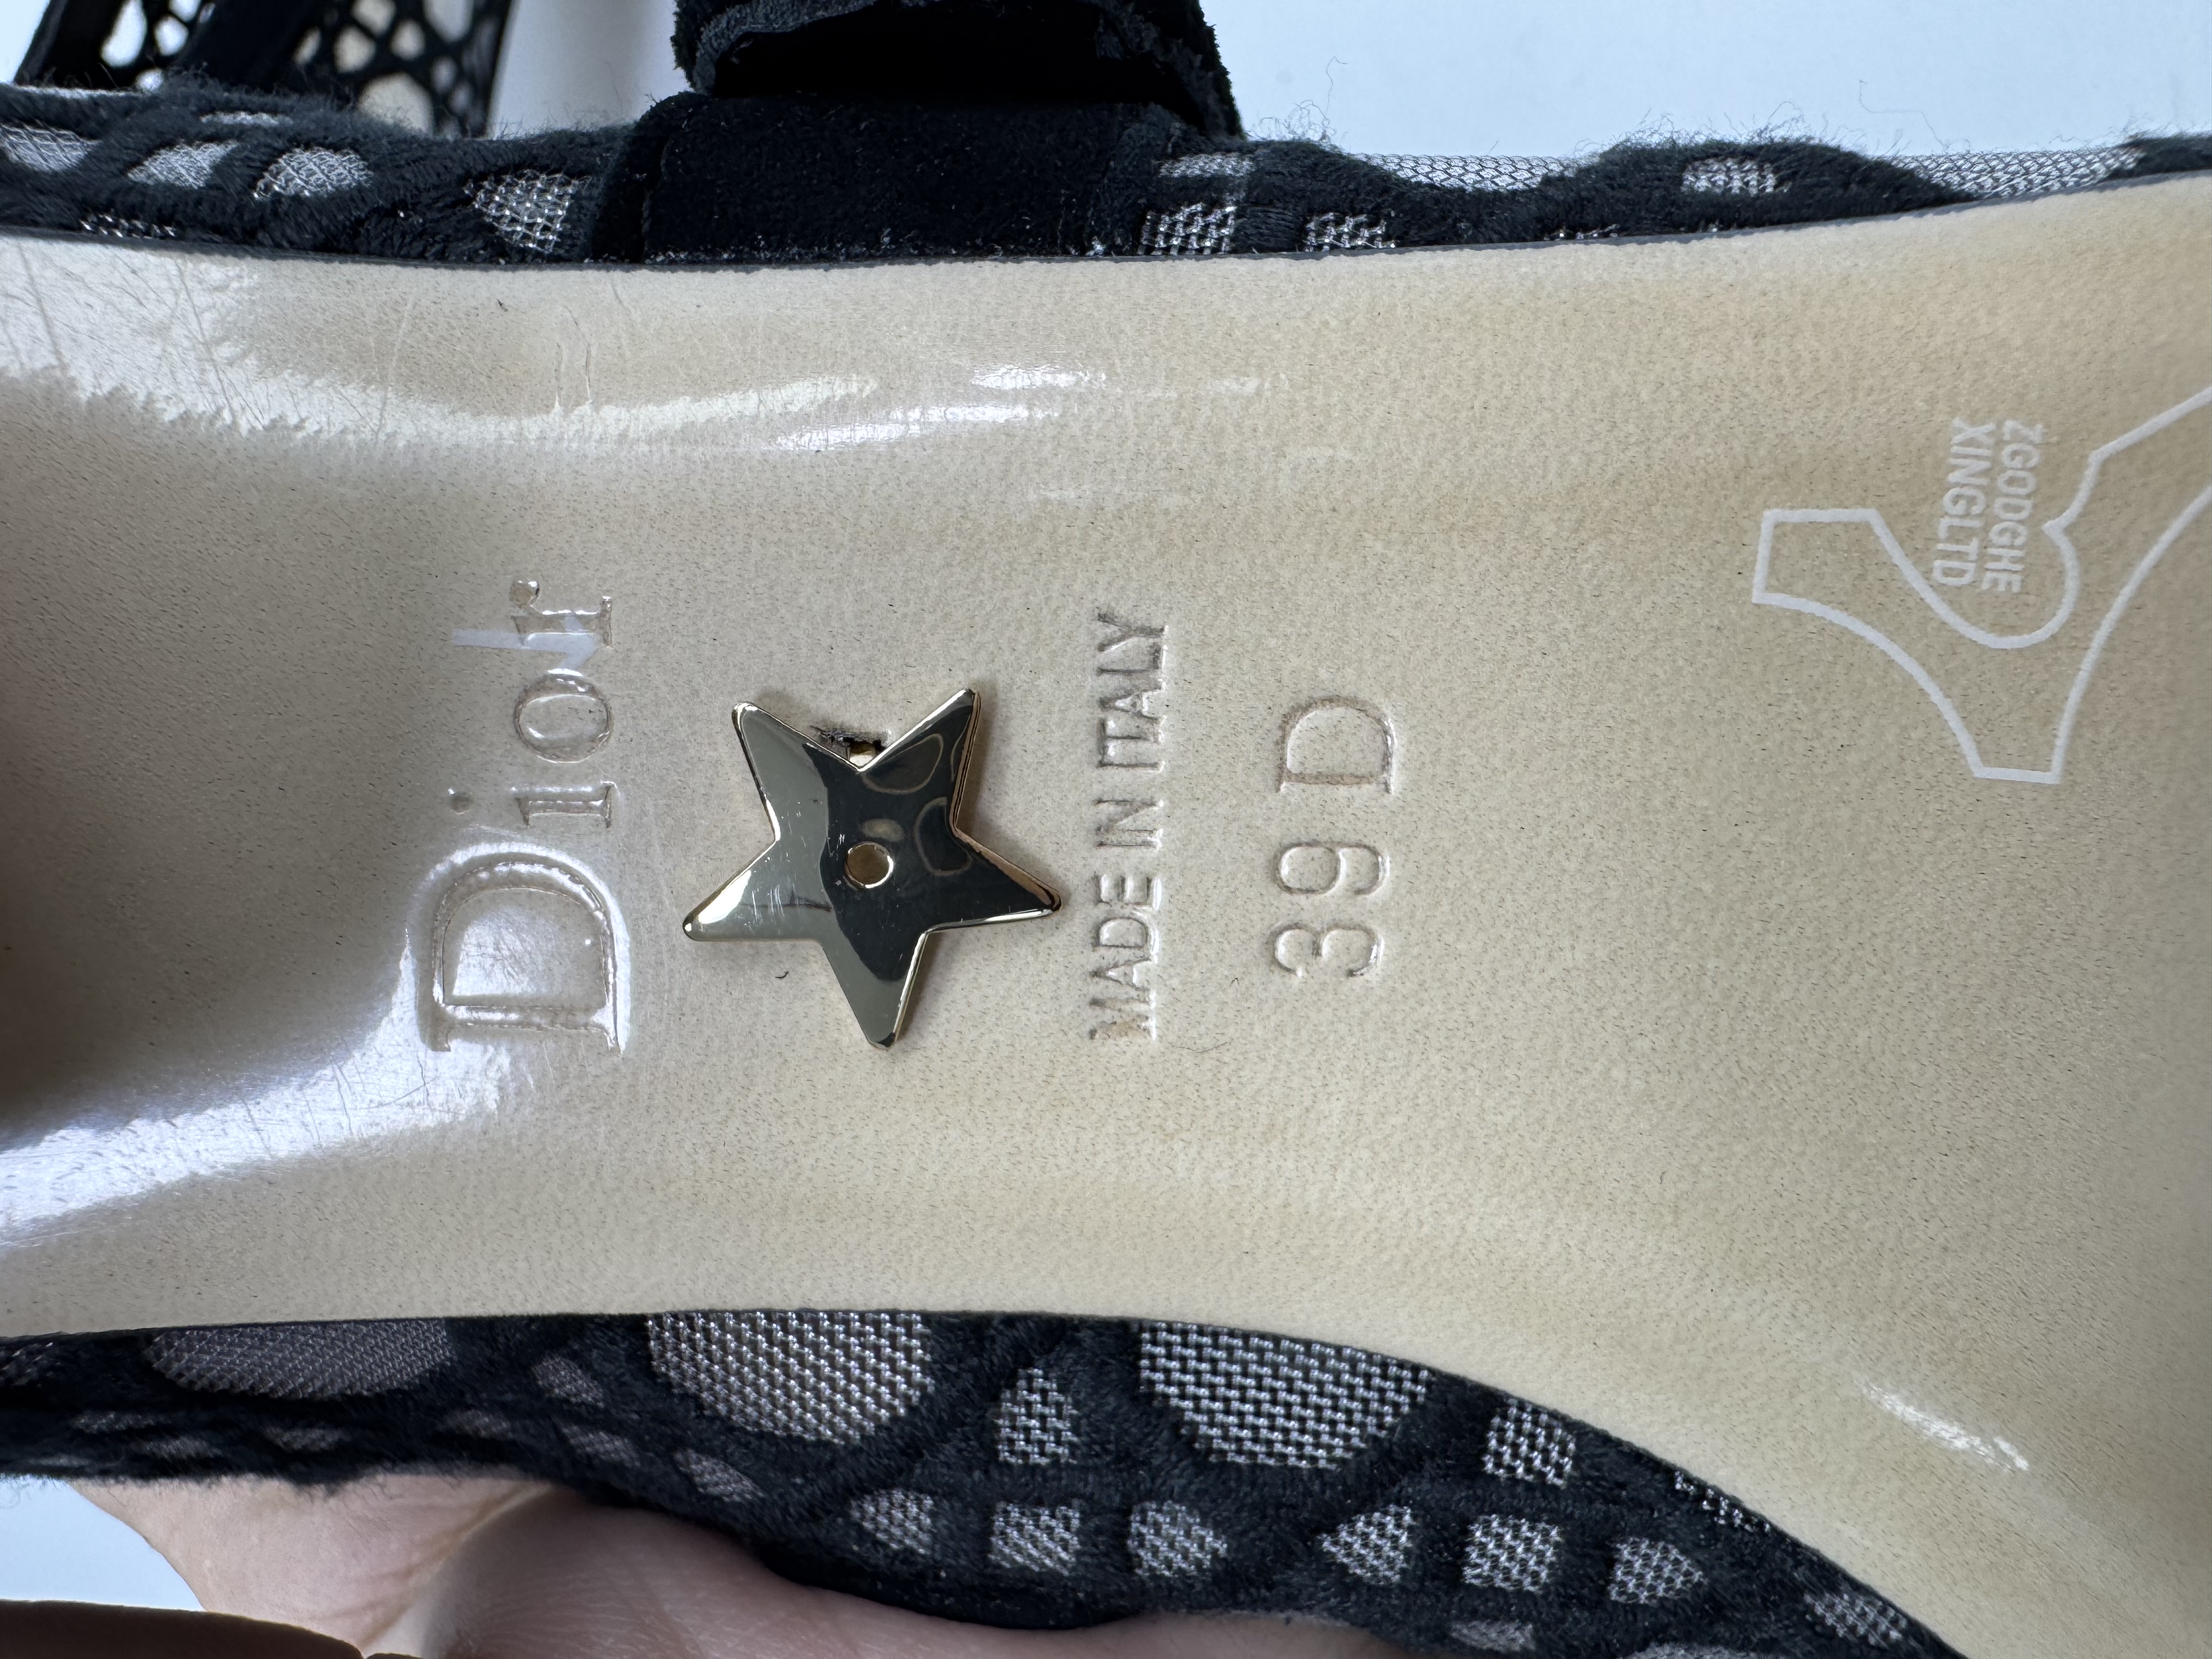 Dior
MADE IN ITALY
39 D
ZGODGHE
XINGLTD